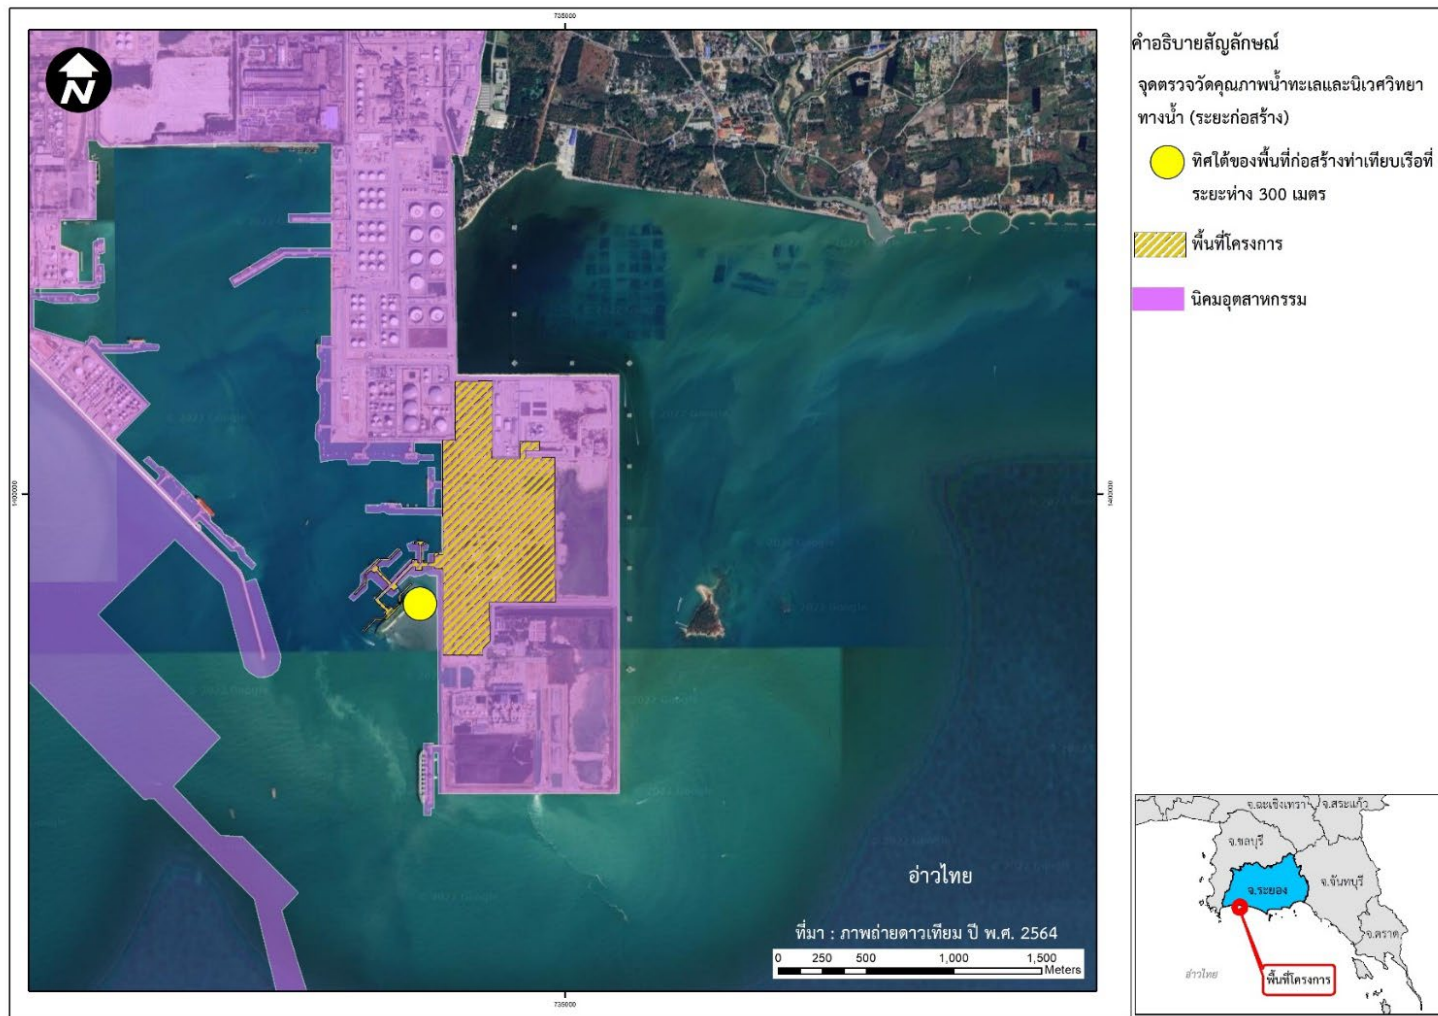 735000
คำอธิบายสัญลักษณ์
จุดตรวจวัดคุณภาพน้ำทะเลและนิเวศวิทยา
ทางน้ำ (ระยะก่อสร้าง)
ทิศใต้ของพื้นที่ก่อสร้างท่าเทียบเรือที่
ระยะห่าง 300 เมตร
พื้นที่โครงการ
นิคมอุตสาหกรรม
N
1400000
1400000
อ่าวไทย
ที่มา : ภาพถ่ายดาวเทียม ปี พ.ศ. 2564
0 250 500 1,000 1,500
Meters
735000
จ.ฉะเชิงเทรา
จ.สระแก้ว
จ.ชลบุรี
จ.ระยอง
จ.จันทบุรี
จ.ตราด
อ่าวไทย
พื้นที่โครงการ
© 2022 Google